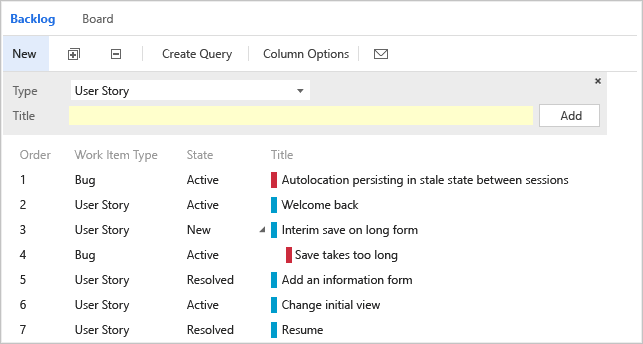 Backlog Board
New Create Query Column Options
Type User Story
Title Add
Order Work Item Type State Title
1 Bug Active Autolocation persisting in stale state between sessions
2 User Story Active Welcome back
3 User Story New Interim save on long form
4 Bug Active Save takes too long
5 User Story Resolved Add an information form
6 User Story Active Change initial view
7 User Story Resolved Resume